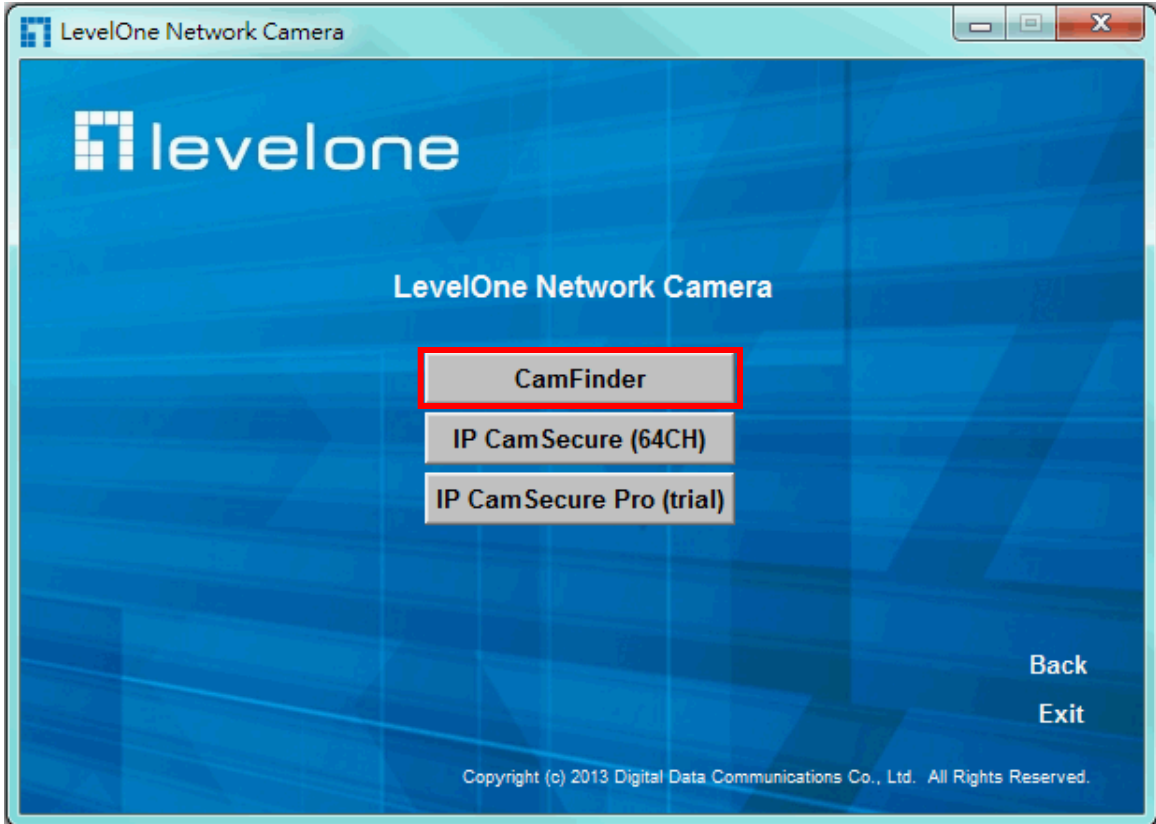 LevelOne Network Camera
levelone
LevelOne Network Camera
CamFinder
IP CamSecure (64CH)
IP CamSecure Pro (trial)
Back
Exit
Copyright (c) 2013 Digital Data Communications Co., Ltd. All Rights Reserved.